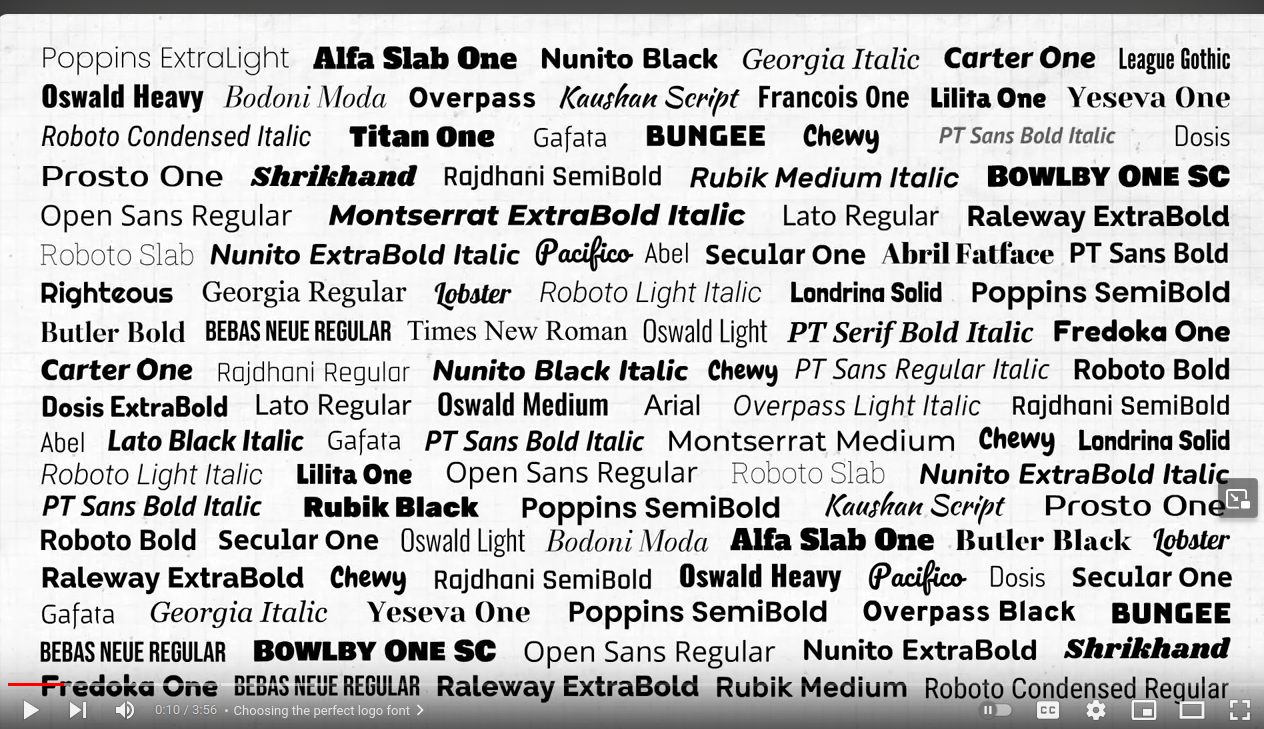 Poppins ExtraLight Alfa Slab One Nunito Black Georgia Italic Carter One League Gothic
Oswald Heavy Bodoni Moda Overpass Kaushan Script Francois One Lilita One Yeseva One
Roboto Condensed Italic Titan One Gafata BUNGEE Chewy PT Sans Bold Italic Dosis
Prosto One Shrikhand Rajdhani SemiBold Rubik Medium Italic BOWLBY ONE SC
Open Sans Regular Montserrat ExtraBold Italic Lato Regular Raleway ExtraBold
Roboto Slab Nunito ExtraBold Italic Pacifico Abel Secular One Abril Fatface PT Sans Bold
Righteous Georgia Regular Lobster Roboto Light Italic Londrina Solid Poppins SemiBold
Butler Bold BEBAS NEUE REGULAR Times New Roman Oswald Light PT Serif Bold Italic Fredoka One
Carter One Rajdhani Regular Nunito Black Italic Chewy PT Sans Regular Italic Roboto Bold
Dosis ExtraBold Lato Regular Oswald Medium Arial Overpass Light Italic Rajdhani SemiBold
Abel Lato Black Italic Gafata PT Sans Bold Italic Montserrat Medium Chewy Londrina Solid
Roboto Light Italic Lilita One Open Sans Regular Roboto Slab Nunito ExtraBold Italic
PT Sans Bold Italic Rubik Black Poppins SemiBold Kaushan Script Prosto One
Roboto Bold Secular One Oswald Light Bodoni Moda Alfa Slab One Butler Black Lobster
Raleway ExtraBold Chewy Rajdhani SemiBold Oswald Heavy Pacifico Dosis Secular One
Gafata Georgia Italic Yeseva One Poppins SemiBold Overpass Black BUNGEE
BEBAS NEUE REGULAR BOWLBY ONE SC Open Sans Regular Nunito ExtraBold Shrikhand
Fredoka One BEBAS NEUE REGULAR Raleway ExtraBold Rubik Medium Roboto Condensed Regular
0:10 / 3:56 • Choosing the perfect logo font CC